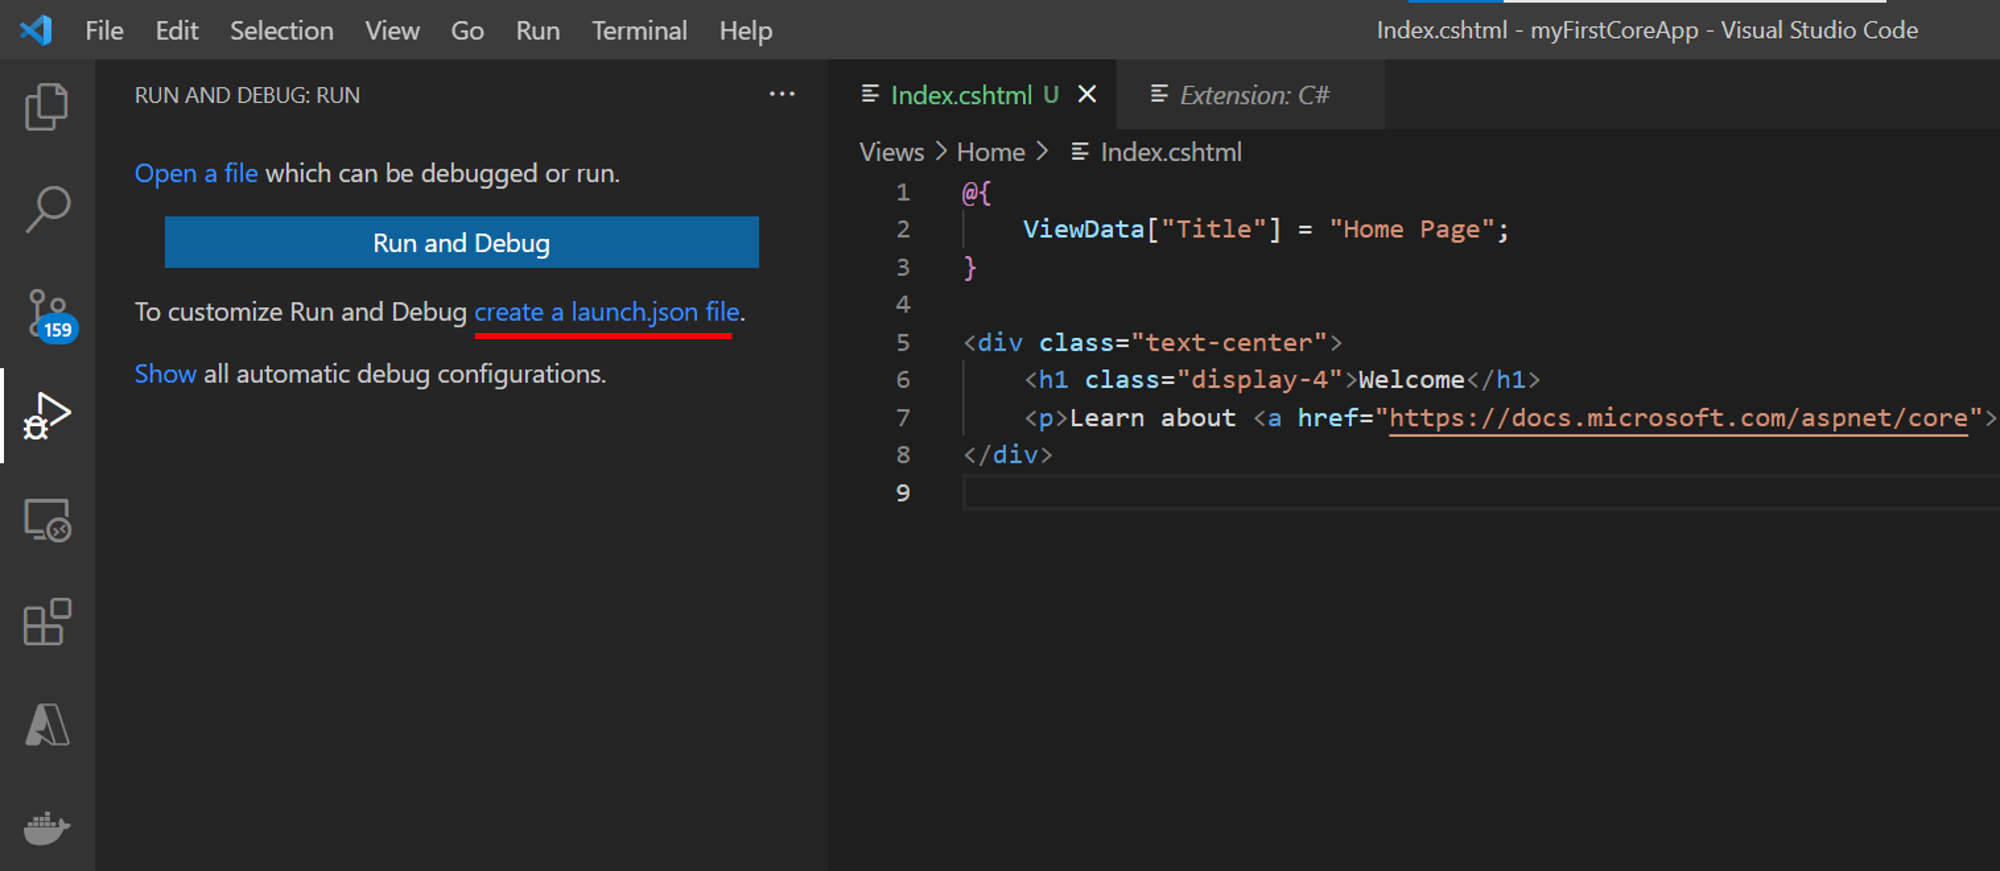 File Edit Selection View Go Run Terminal Help
Index.cshtml - myFirstCoreApp - Visual Studio Code
RUN AND DEBUG: RUN
Open a file which can be debugged or run.
Run and Debug
To customize Run and Debug create a launch.json file.
Show all automatic debug configurations.
159
Index.cshtml U
Extension: C#
Views > Home > Index.cshtml
1 @{
2 ViewData["Title"] = "Home Page";
3 }
4
5 <div class="text-center">
6 <h1 class="display-4">Welcome</h1>
7 <p>Learn about <a href="https://docs.microsoft.com/aspnet/core">
8 </div>
9